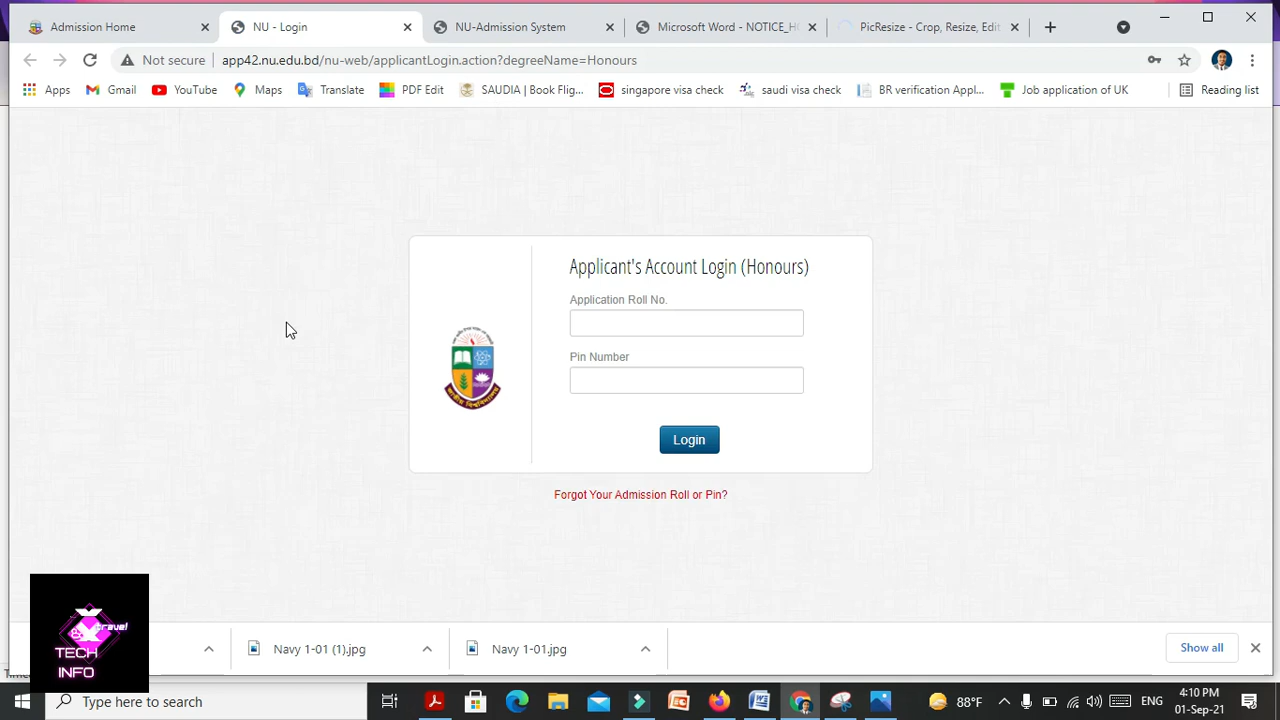 Admission Home
NU - Login
NU-Admission System
Microsoft Word - NOTICE_H
PicResize - Crop, Resize, Edit
Not secure
app42.nu.edu.bd/nu-web/applicantLogin.action?degreeName=Honours
Apps
Gmail
YouTube
Maps
Translate
PDF Edit
SAUDIA | Book Flig...
singapore visa check
saudi visa check
BR verification Appl...
Job application of UK
Reading list
Applicant's Account Login (Honours)
Application Roll No.
Pin Number
জাতীয় বিশ্ববিদ্যালয়
Login
Forgot Your Admission Roll or Pin?
travel
TECH
INFO
Navy 1-01 (1).jpg
Navy 1-01.jpg
Show all
Type here to search
88°F
ENG
4:10 PM
01-Sep-21